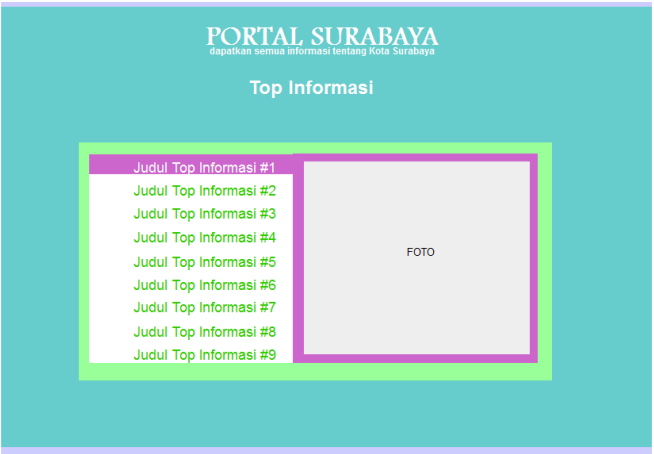 PORTAL SURABAYA
dapatkan semua informasi tentang Kota Surabaya
Top Informasi
Judul Top Informasi #1
Judul Top Informasi #2
Judul Top Informasi #3
Judul Top Informasi #4
Judul Top Informasi #5
Judul Top Informasi #6
Judul Top Informasi #7
Judul Top Informasi #8
Judul Top Informasi #9
FOTO